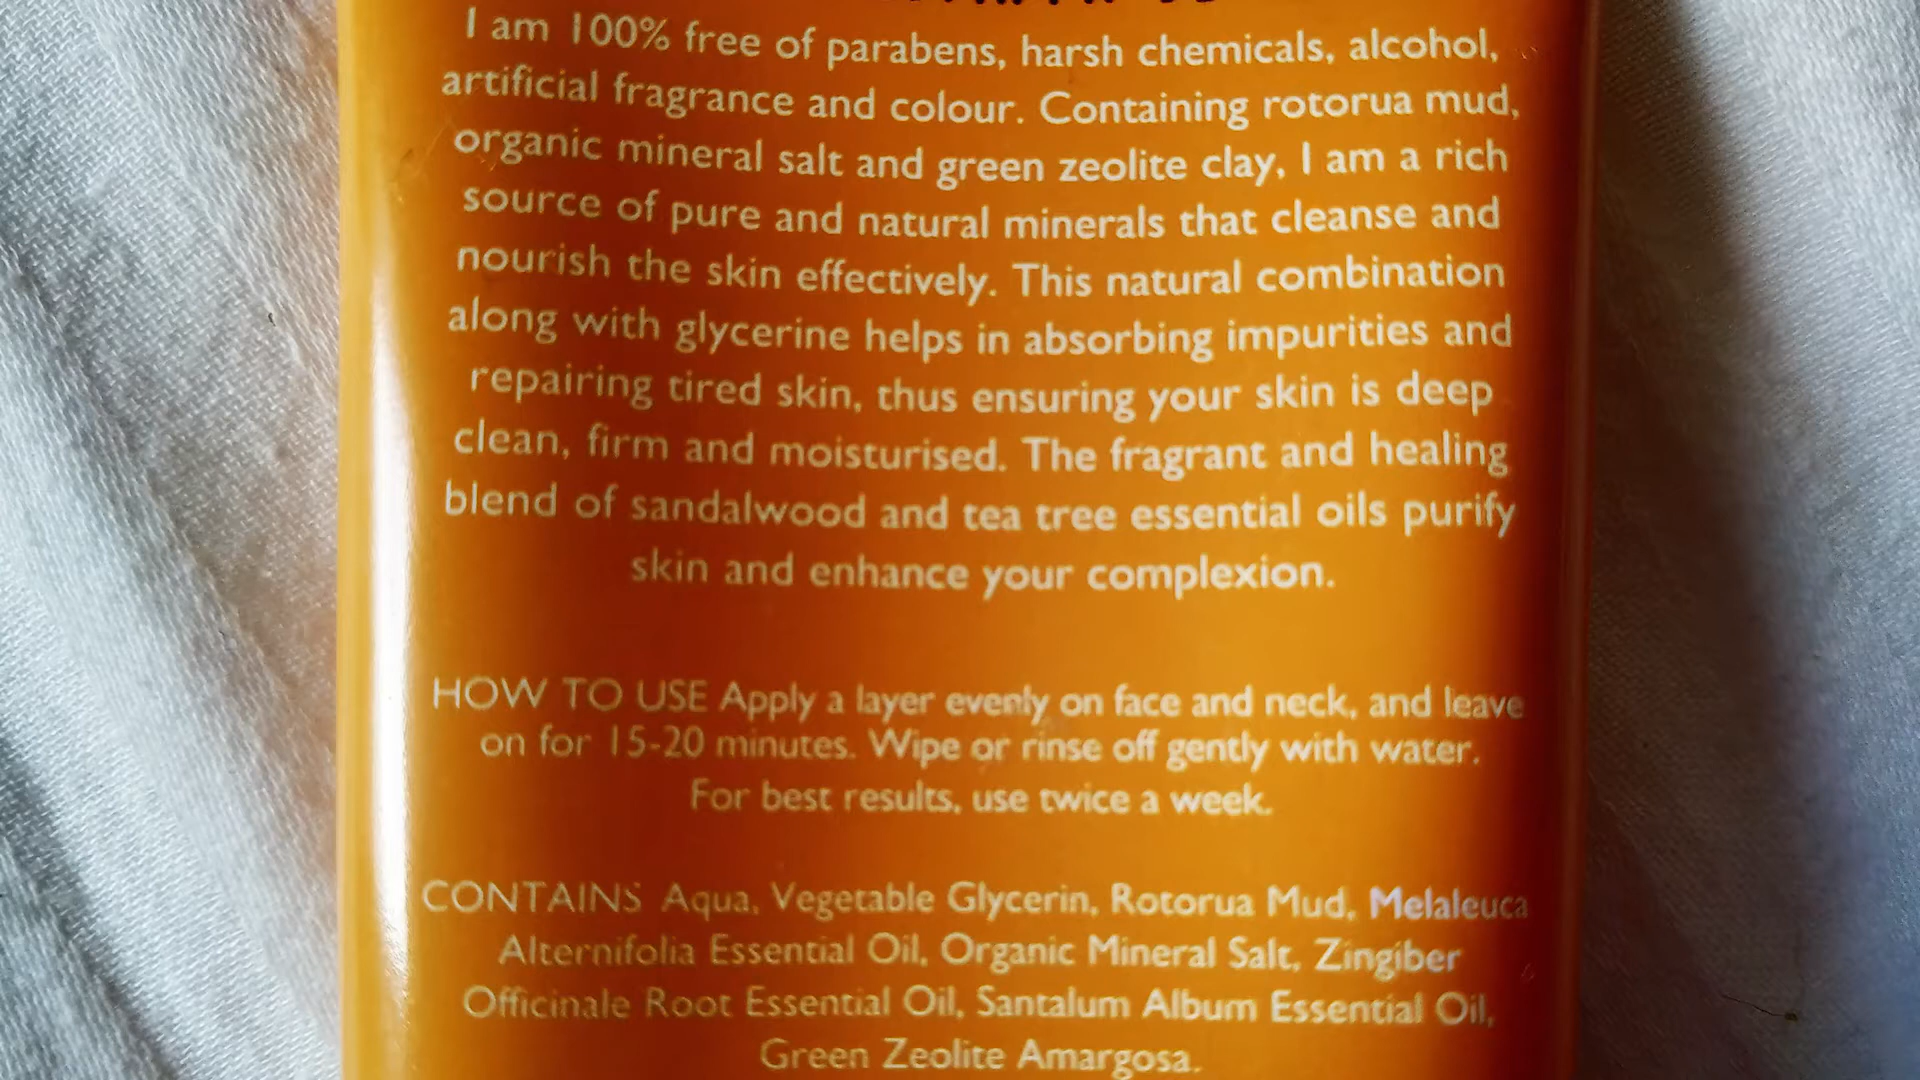 I am 100% free of parabens, harsh chemicals, alcohol,
artificial fragrance and colour. Containing rotorua mud,
organic mineral salt and green zeolite clay, I am a rich
source of pure and natural minerals that cleanse and
nourish the skin effectively. This natural combination
along with glycerine helps in absorbing impurities and
repairing tired skin, thus ensuring your skin is deep
clean, firm and moisturised. The fragrant and healing
blend of sandalwood and tea tree essential oils purify
skin and enhance your complexion.
HOW TO USE Apply a layer evenly on face and neck, and leave
on for 15-20 minutes. Wipe or rinse off gently with water.
For best results, use twice a week.
CONTAINS Aqua, Vegetable Glycerin, Rotorua Mud, Melaleuca
Alternifolia Essential Oil, Organic Mineral Salt, Zingiber
Officinale Root Essential Oil, Santalum Album Essential Oil,
Green Zeolite Amargosa.